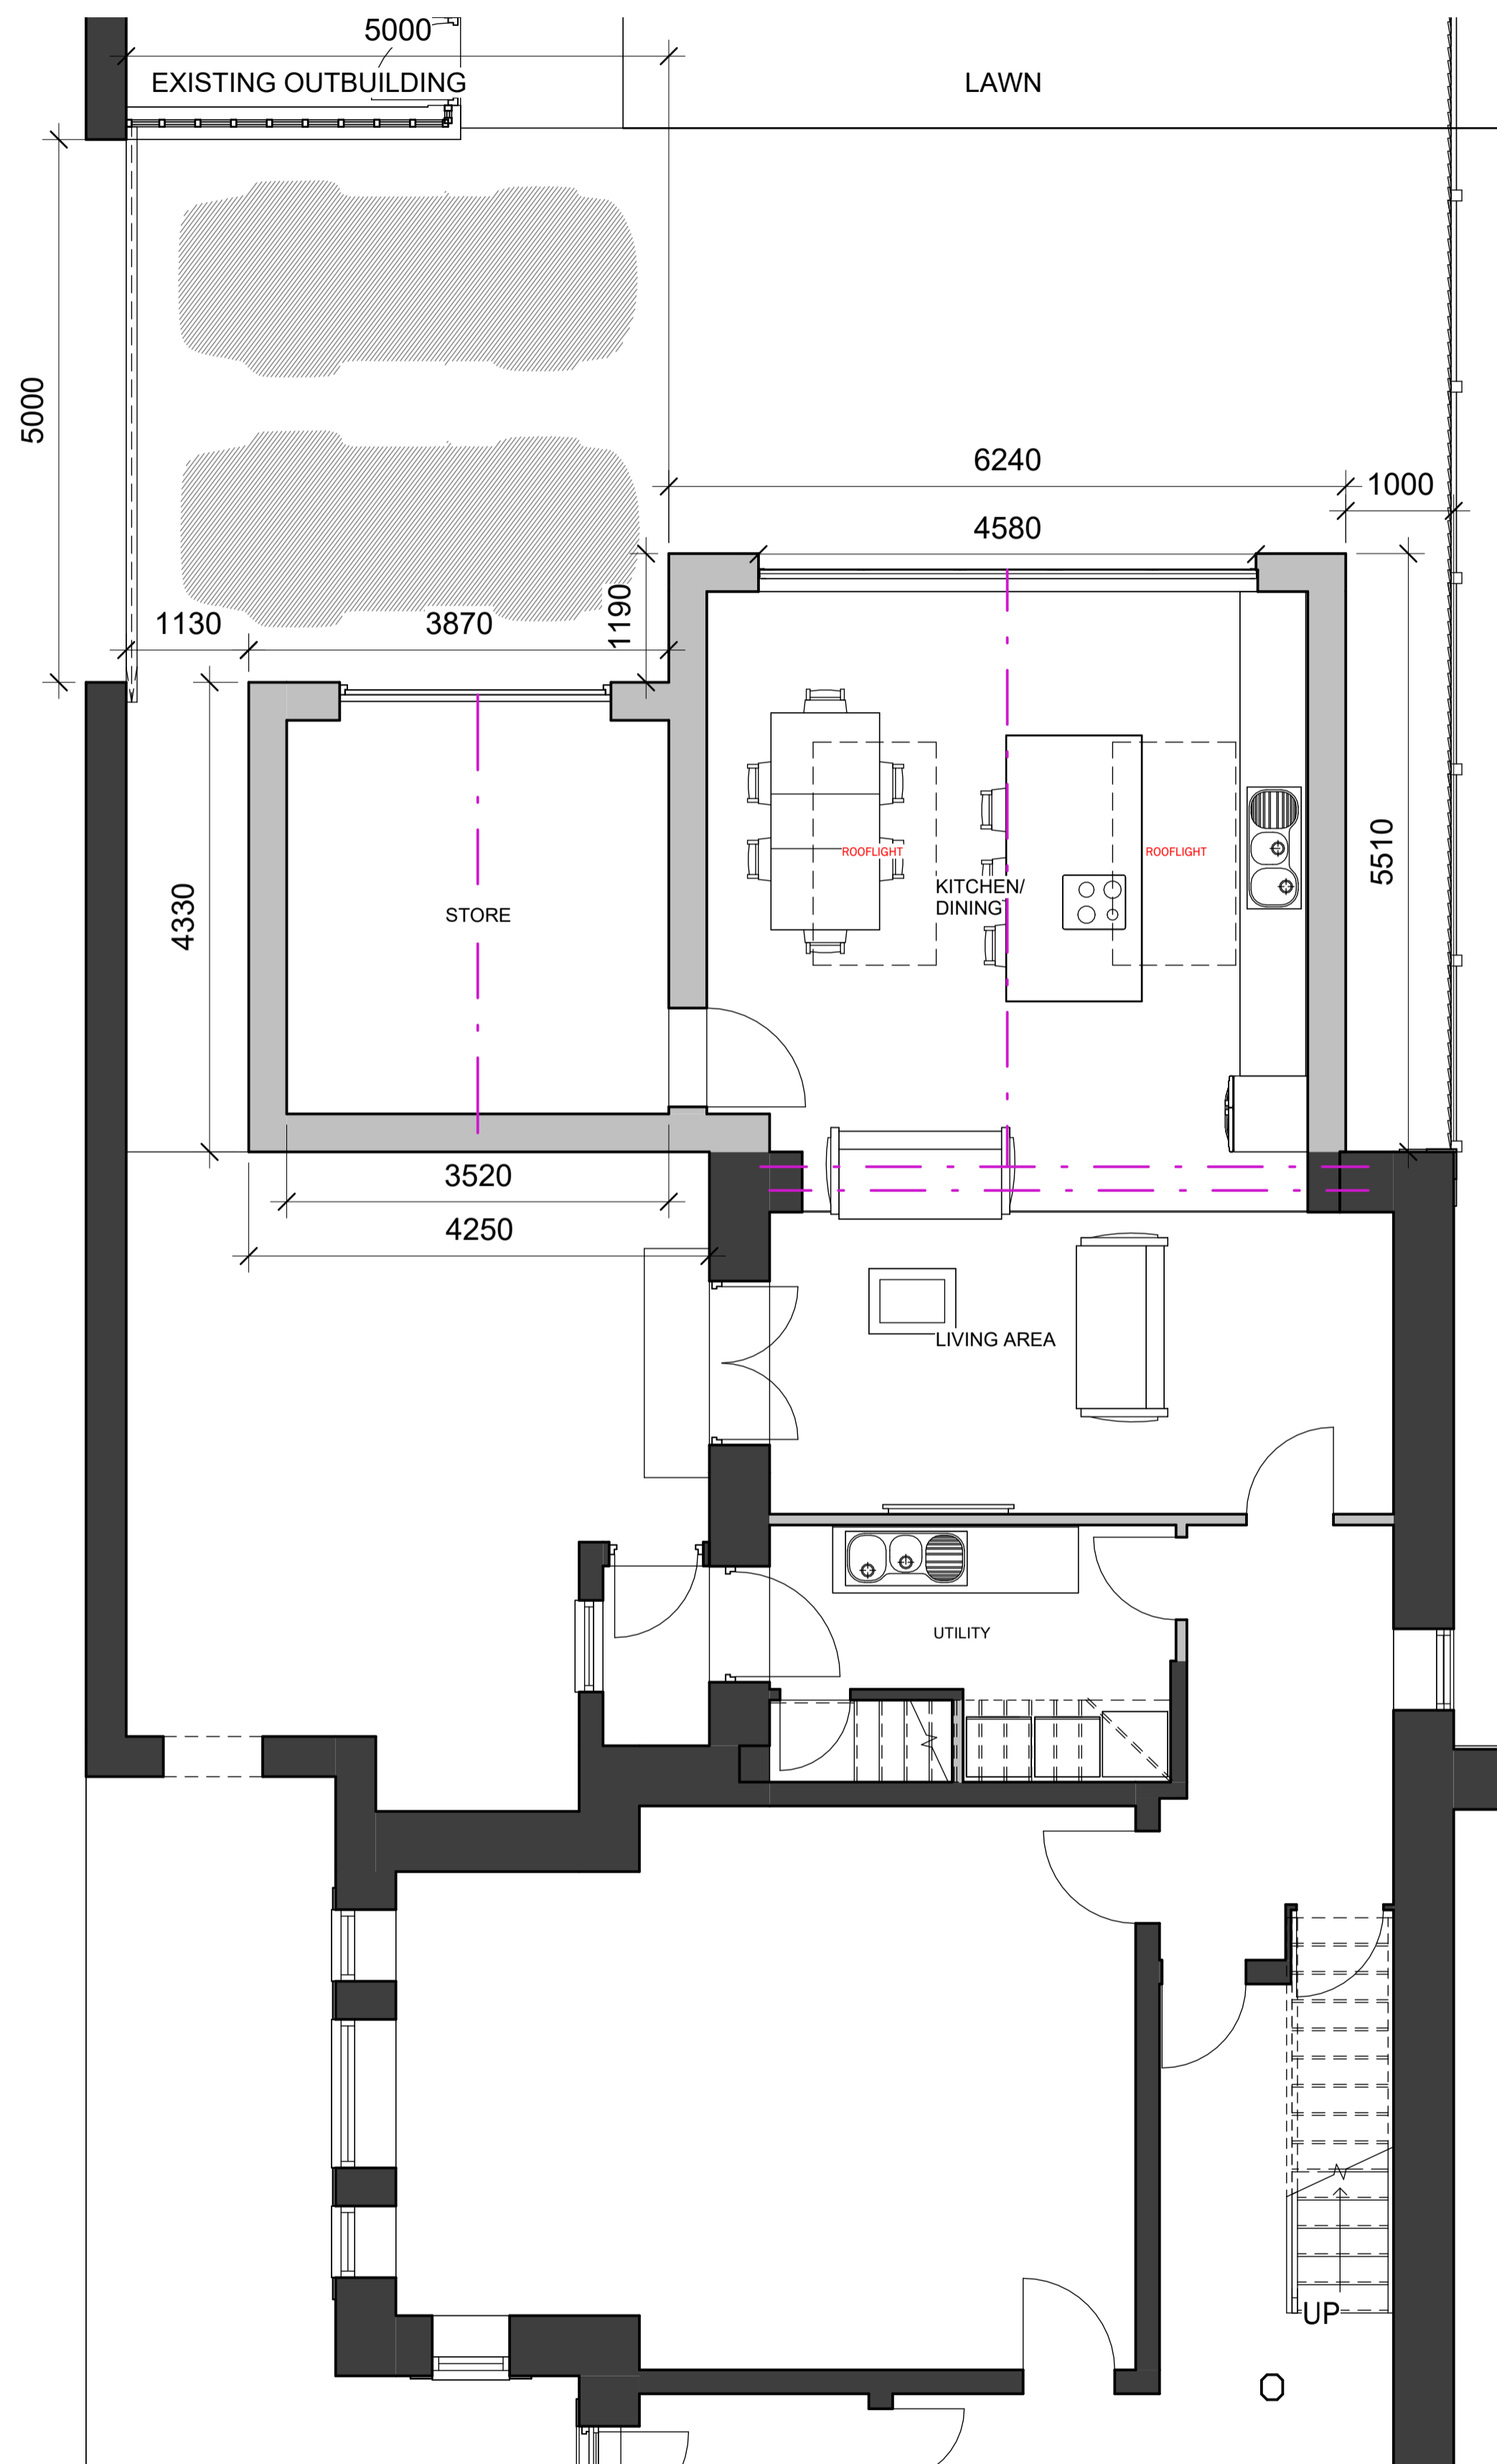 5000
EXISTING OUTBUILDING
LAWN
5000
6240
1000
4580
1190
1130
3870
5510
ROOFLIGHT
ROOFLIGHT
KITCHEN/
DINING
4330
STORE
3520
4250
LIVING AREA
UTILITY
UP